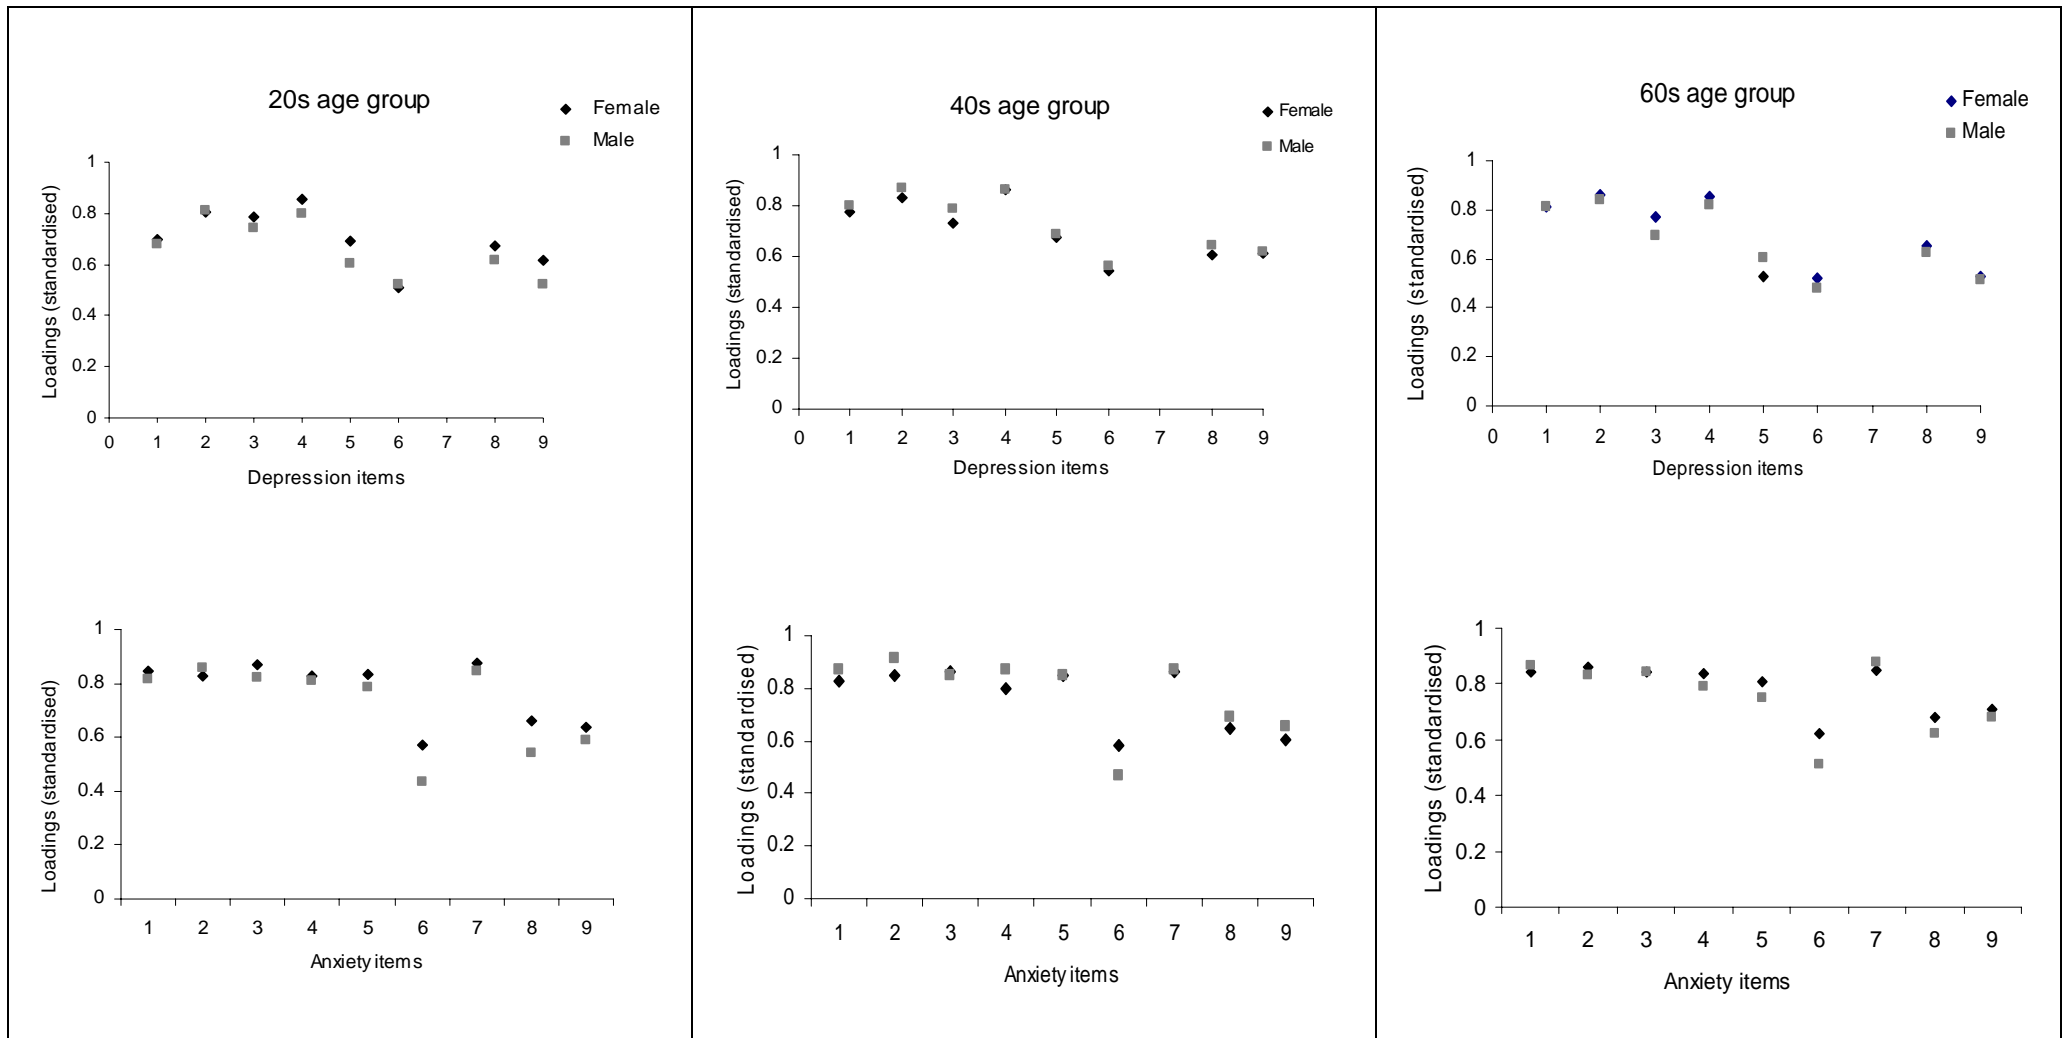 20s age group
Female
Male
Loadings (standardised)
1
0.8
0.6
0.4
0.2
0
0 1 2 3 4 5 6 7 8 9
Depression items
Loadings (standardised)
1
0.8
0.6
0.4
0.2
0
1 2 3 4 5 6 7 8 9
Anxiety items
40s age group
Female
Male
Loadings (standardised)
1
0.8
0.6
0.4
0.2
0
0 1 2 3 4 5 6 7 8 9
Depression items
Loadings (standardised)
1
0.8
0.6
0.4
0.2
0
1 2 3 4 5 6 7 8 9
Anxiety items
60s age group
Female
Male
Loadings (standardised)
1
0.8
0.6
0.4
0.2
0
0 1 2 3 4 5 6 7 8 9
Depression items
Loadings (standardised)
1
0.8
0.6
0.4
0.2
0
1 2 3 4 5 6 7 8 9
Anxiety items